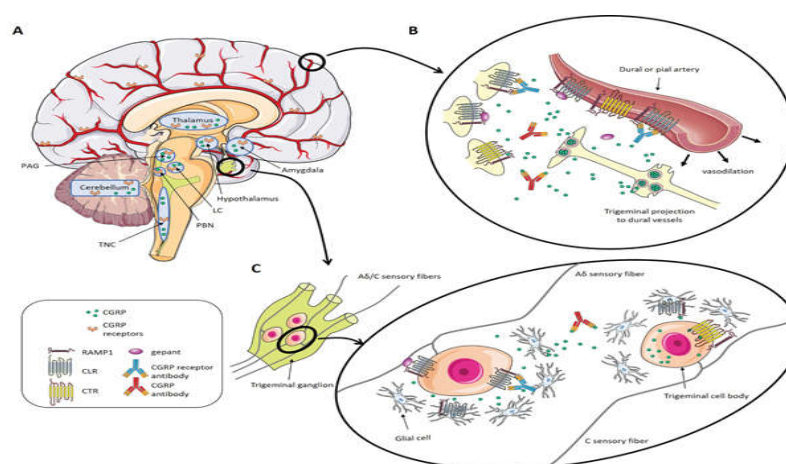 A
Thalamus
PAG
Amygdala
Hypothalamus
Cerebellum
LC
PBN
TNC
B
Dural or pial artery
vasodilation
Trigeminal projection
to dural vessels
C
Aδ/C sensory fibers
Trigeminal ganglion
Aδ sensory fiber
Trigeminal cell body
Glial cell
C sensory fiber
CGRP
CGRP
receptors
RAMP1
CLR
CTR
gepant
CGRP receptor
antibody
CGRP
antibody